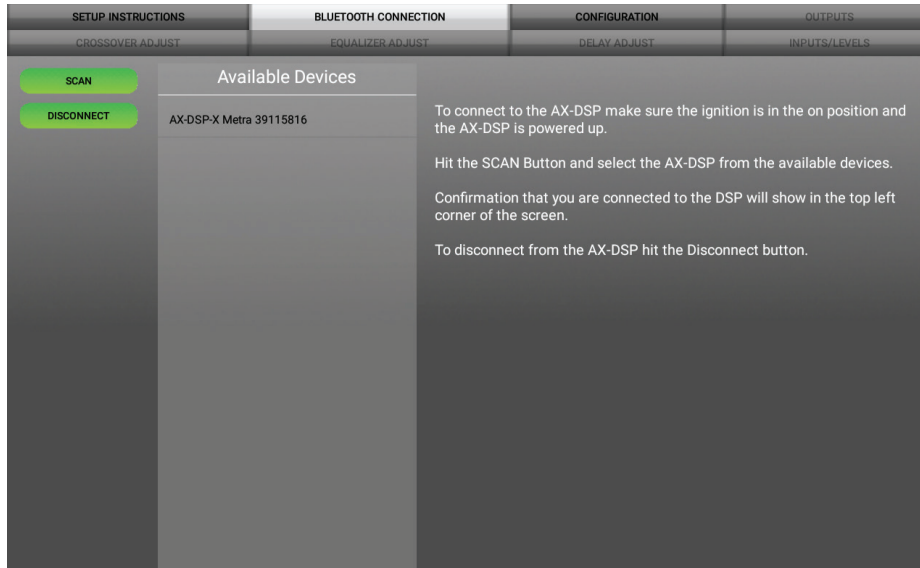 SETUP INSTRUCTIONS
BLUETOOTH CONNECTION
CONFIGURATION
OUTPUTS
CROSSOVER ADJUST
EQUALIZER ADJUST
DELAY ADJUST
INPUTS/LEVELS
SCAN
DISCONNECT
Available Devices
AX-DSP-X Metra 39115816
To connect to the AX-DSP make sure the ignition is in the on position and
the AX-DSP is powered up.
Hit the SCAN Button and select the AX-DSP from the available devices.
Confirmation that you are connected to the DSP will show in the top left
corner of the screen.
To disconnect from the AX-DSP hit the Disconnect button.